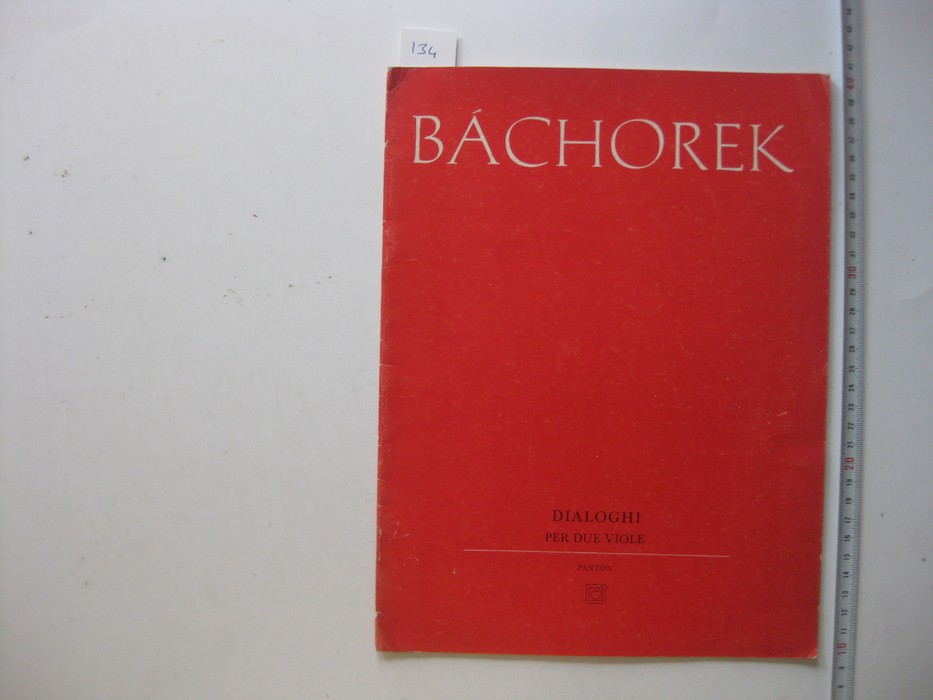 134
BÁCHOREK
DIALOGHI
PER DUE VIOLE
PANTON